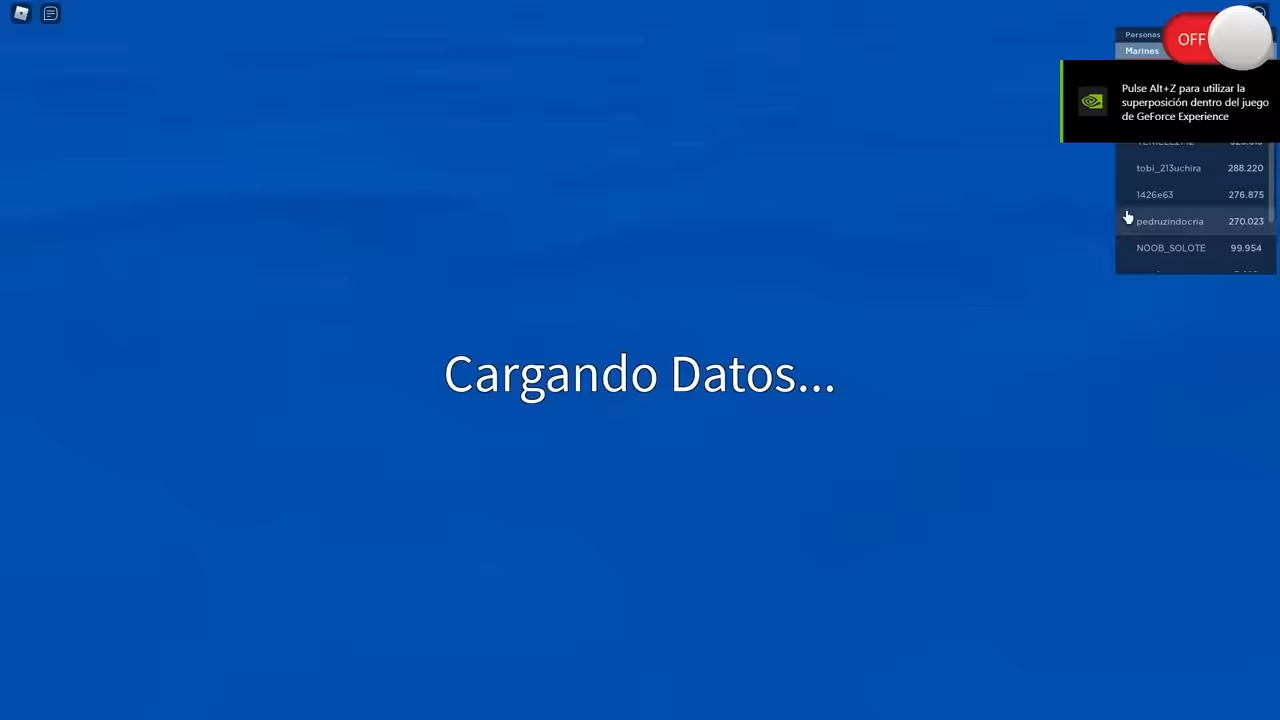 Personas
OFF
Marines
Pulse Alt+Z para utilizar la
superposición dentro del juego
de GeForce Experience
tobi_213uchira 288.220
1426e63 276.875
pedruzindocria 270.023
NOOB_SOLOTE 99.954
Cargando Datos...